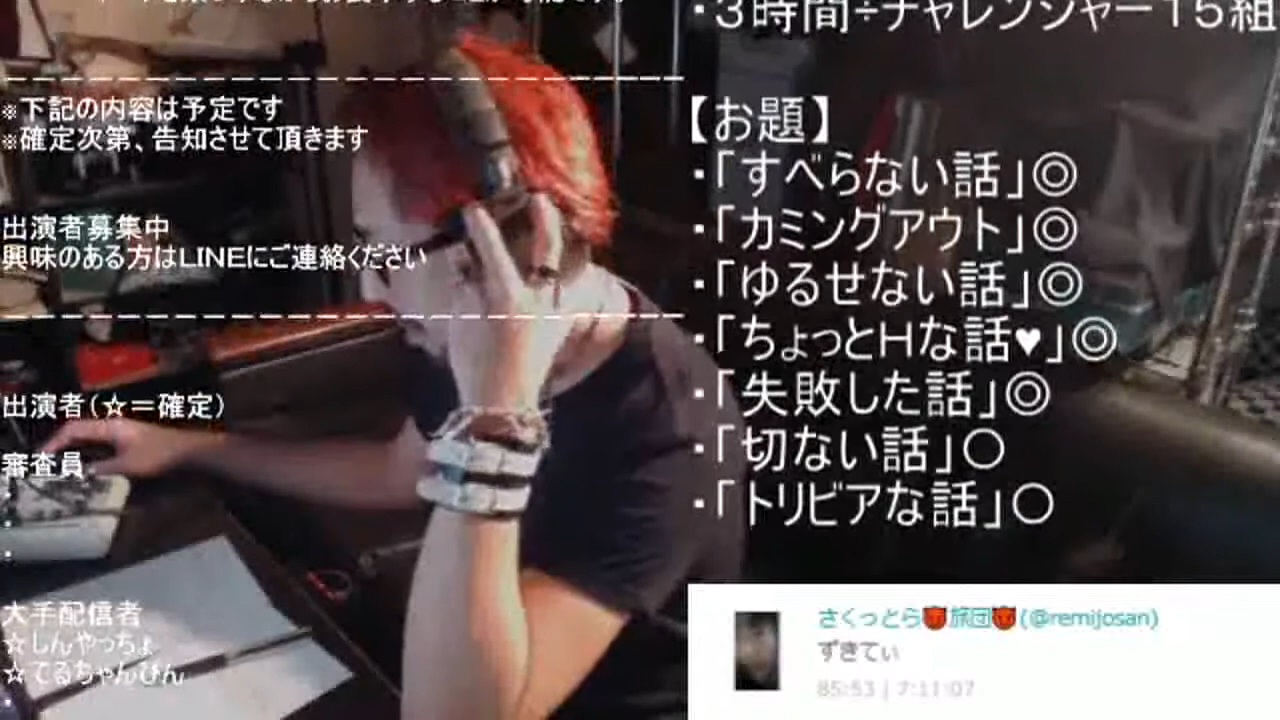 ・３時間÷チャレンジャー１５組
----------------------------
※下記の内容は予定です
※確定次第、告知させて頂きます
出演者募集中
興味のある方はLINEにご連絡ください
----------------------------
出演者(☆＝確定)
審査員
・
・
・
大手配信者
☆しんやっちょ
☆てるちゃんぴん
【お題】
・「すべらない話」◎
・「カミングアウト」◎
・「ゆるせない話」◎
・「ちょっとHな話♥」◎
・「失敗した話」◎
・「切ない話」○
・「トリビアな話」○
さくっとら👹旅団👹(@remijosan)
ずきてぃ
85:53 | 7:11:07